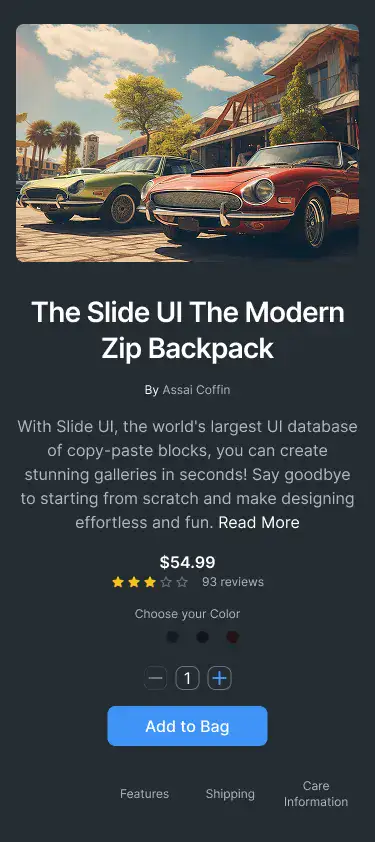 The Slide UI The Modern
Zip Backpack
By Assai Coffin
With Slide UI, the world's largest UI database
of copy-paste blocks, you can create
stunning galleries in seconds! Say goodbye
to starting from scratch and make designing
effortless and fun. Read More
$54.99
93 reviews
Choose your Color
1
Add to Bag
Features
Shipping
Care
Information